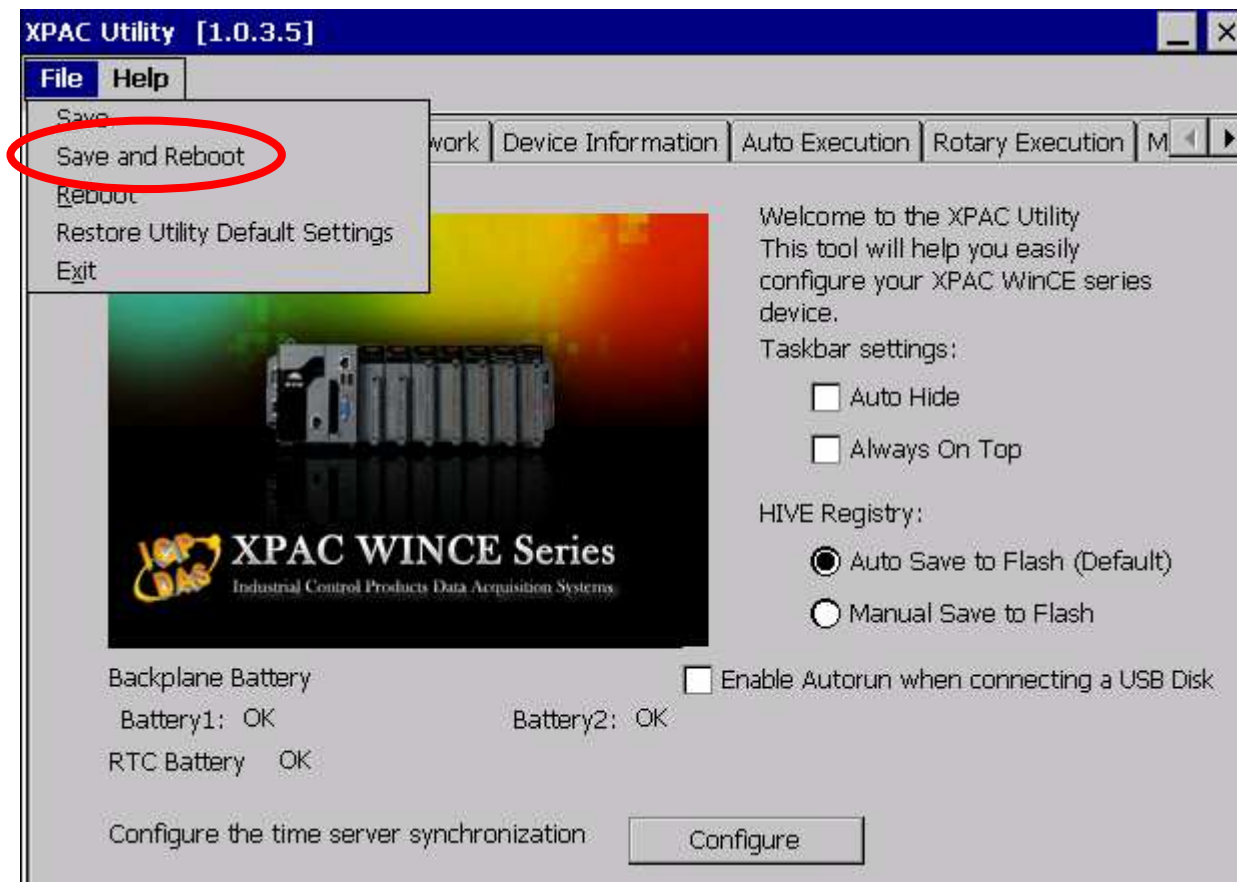 XPAC Utility [1.0.3.5]
File Help
Save
Save and Reboot
Reboot
Restore Utility Default Settings
Exit
work Device Information Auto Execution Rotary Execution M
Welcome to the XPAC Utility
This tool will help you easily
configure your XPAC WinCE series
device.
Taskbar settings:
Auto Hide
Always On Top
HIVE Registry:
Auto Save to Flash (Default)
Manual Save to Flash
ICP
DAS
XPAC WINCE Series
Industrial Control Products Data Acquisition Systems
Backplane Battery
Enable Autorun when connecting a USB Disk
Battery1: OK Battery2: OK
RTC Battery OK
Configure the time server synchronization Configure